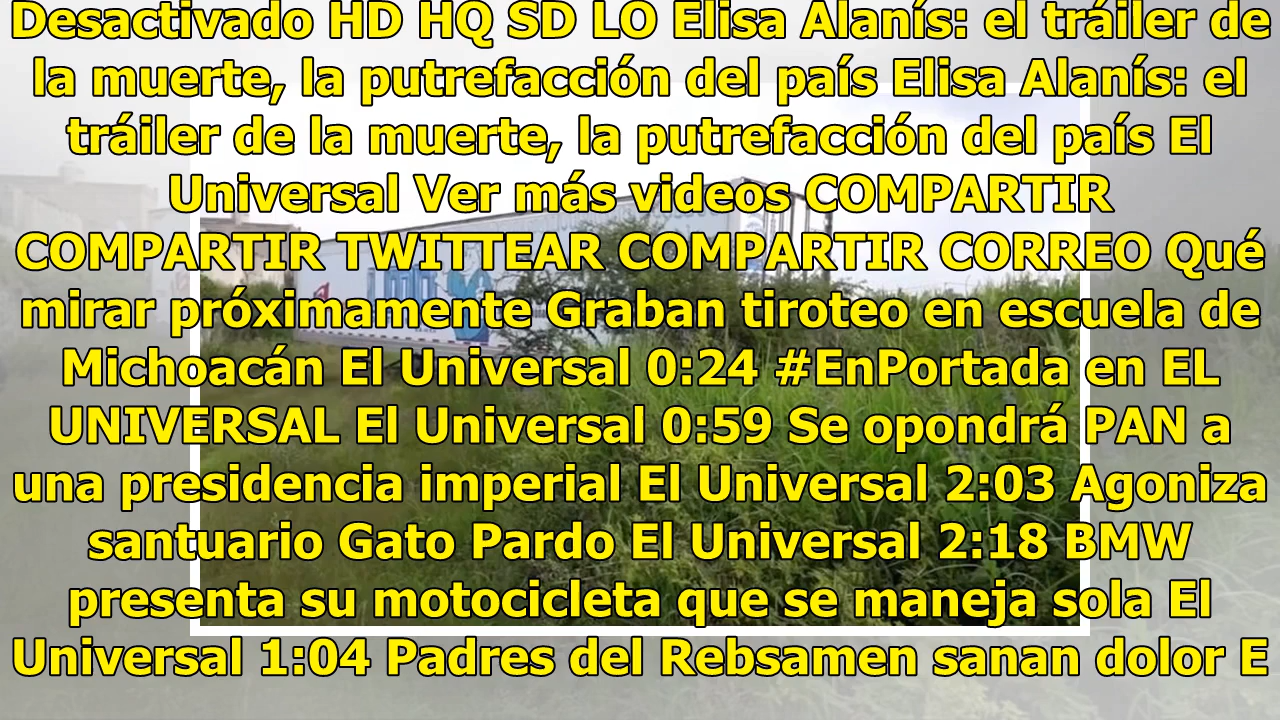 Desactivado HD HQ SD LO Elisa Alanís: el tráiler de
la muerte, la putrefacción del país Elisa Alanís: el
tráiler de la muerte, la putrefacción del país El
Universal Ver más videos COMPARTIR
COMPARTIR TWITTEAR COMPARTIR CORREO Qué
mirar próximamente Graban tiroteo en escuela de
Michoacán El Universal 0:24 #EnPortada en EL
UNIVERSAL El Universal 0:59 Se opondrá PAN a
una presidencia imperial El Universal 2:03 Agoniza
santuario Gato Pardo El Universal 2:18 BMW
presenta su motocicleta que se maneja sola El
Universal 1:04 Padres del Rebsamen sanan dolor E